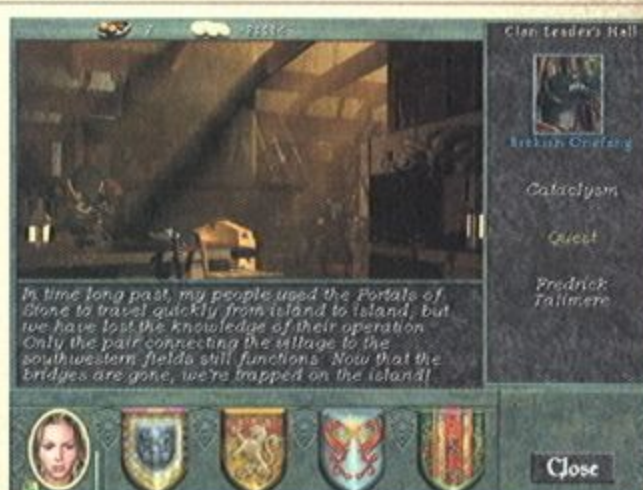 7
Clan Leader's Hall
Brekish Onefang
Cataclysm
Quest
Fredrick
Talimere
In time long past, my people used the Portals of
Stone to travel quickly from island to island, but
we have lost the knowledge of their operation
Only the pair connecting the village to the
southwestern fields still functions. Now that the
bridges are gone, we're trapped on the island!
Close